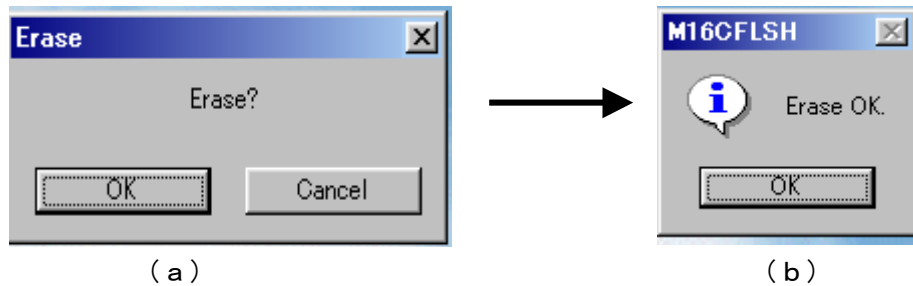 Erase
Erase?
OK
Cancel
(a)
M16CFLSH
Erase OK.
OK
(b)